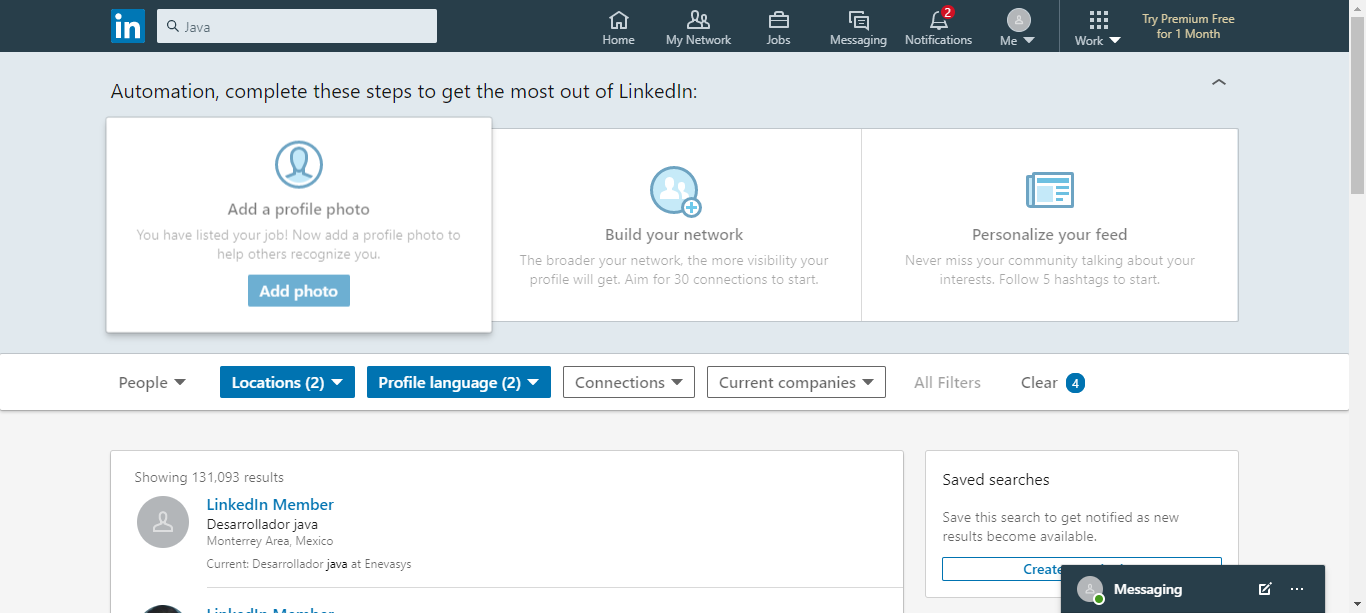 in
Java
Home
My Network
Jobs
Messaging
2
Notifications
Me
Work
Try Premium Free
for 1 Month
Automation, complete these steps to get the most out of LinkedIn:
Add a profile photo
You have listed your job! Now add a profile photo to
help others recognize you.
Add photo
Build your network
The broader your network, the more visibility your
profile will get. Aim for 30 connections to start.
Personalize your feed
Never miss your community talking about your
interests. Follow 5 hashtags to start.
People
Locations (2)
Profile language (2)
Connections
Current companies
All Filters
Clear 4
Showing 131,093 results
LinkedIn Member
Desarrollador java
Monterrey Area, Mexico
Current: Desarrollador java at Enevasys
LinkedIn Member
Saved searches
Save this search to get notified as new
results become available.
Create
Messaging